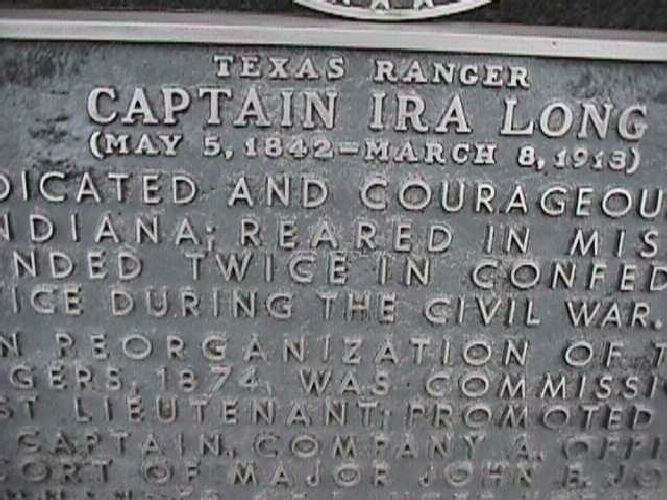 TEXAS RANGER
CAPTAIN IRA LONG
(MAY 5, 1842=MARCH 8, 1913)
DICATED AND COURAGEOU
NDIANA; REARED IN MIS
NDED TWICE IN CONFED
ICE DURING THE CIVIL WAR.
N REORGANIZATION OF T
GERS, 1874, WAS COMMISSI
ST LIEUTENANT; PROMOTED
CAPTAIN, COMPANY A. OFFI
ORT OF MAJOR JOHN B. JO